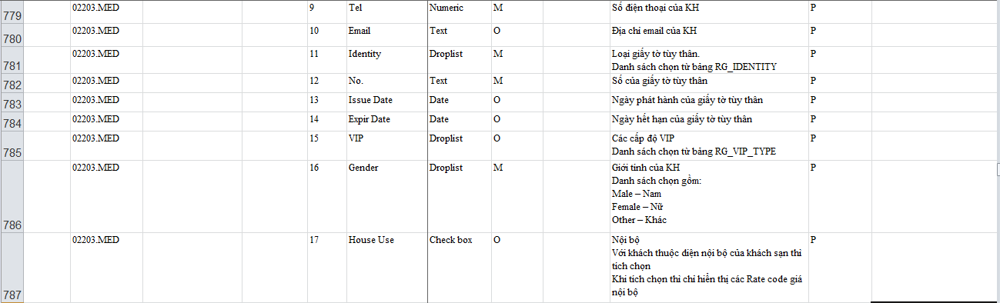 779 02203.MED 9 Tel Numeric M Số điện thoại của KH P
780 02203.MED 10 Email Text O Địa chỉ email của KH P
781 02203.MED 11 Identity Droplist M Loại giấy tờ tùy thân. P
Danh sách chọn từ bảng RG_IDENTITY
782 02203.MED 12 No. Text M Số của giấy tờ tùy thân P
783 02203.MED 13 Issue Date Date O Ngày phát hành của giấy tờ tùy thân P
784 02203.MED 14 Expir Date Date O Ngày hết hạn của giấy tờ tùy thân P
785 02203.MED 15 VIP Droplist O Các cấp độ VIP P
Danh sách chọn từ bảng RG_VIP_TYPE
786 02203.MED 16 Gender Droplist M Giới tính của KH P
Danh sách chọn gồm:
Male – Nam
Female – Nữ
Other – Khác
787 02203.MED 17 House Use Check box O Nội bộ P
Với khách thuộc diện nội bộ của khách sạn thì
tích chọn
Khi tích chọn thì chỉ hiển thị các Rate code giá
nội bộ